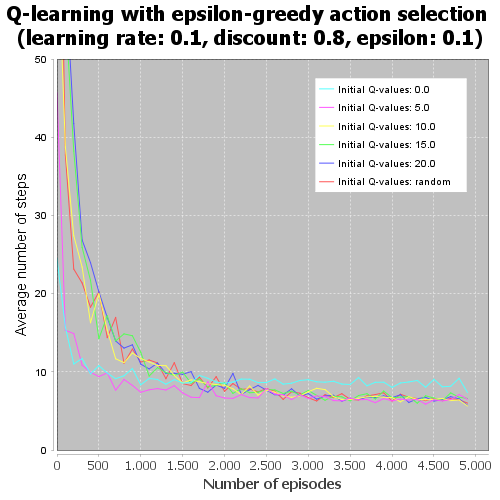 Q-learning with epsilon-greedy action selection
(learning rate: 0.1, discount: 0.8, epsilon: 0.1)
50
40
30
20
10
0
Average number of steps
Initial Q-values: 0.0
Initial Q-values: 5.0
Initial Q-values: 10.0
Initial Q-values: 15.0
Initial Q-values: 20.0
Initial Q-values: random
0 500 1.000 1.500 2.000 2.500 3.000 3.500 4.000 4.500 5.000
Number of episodes